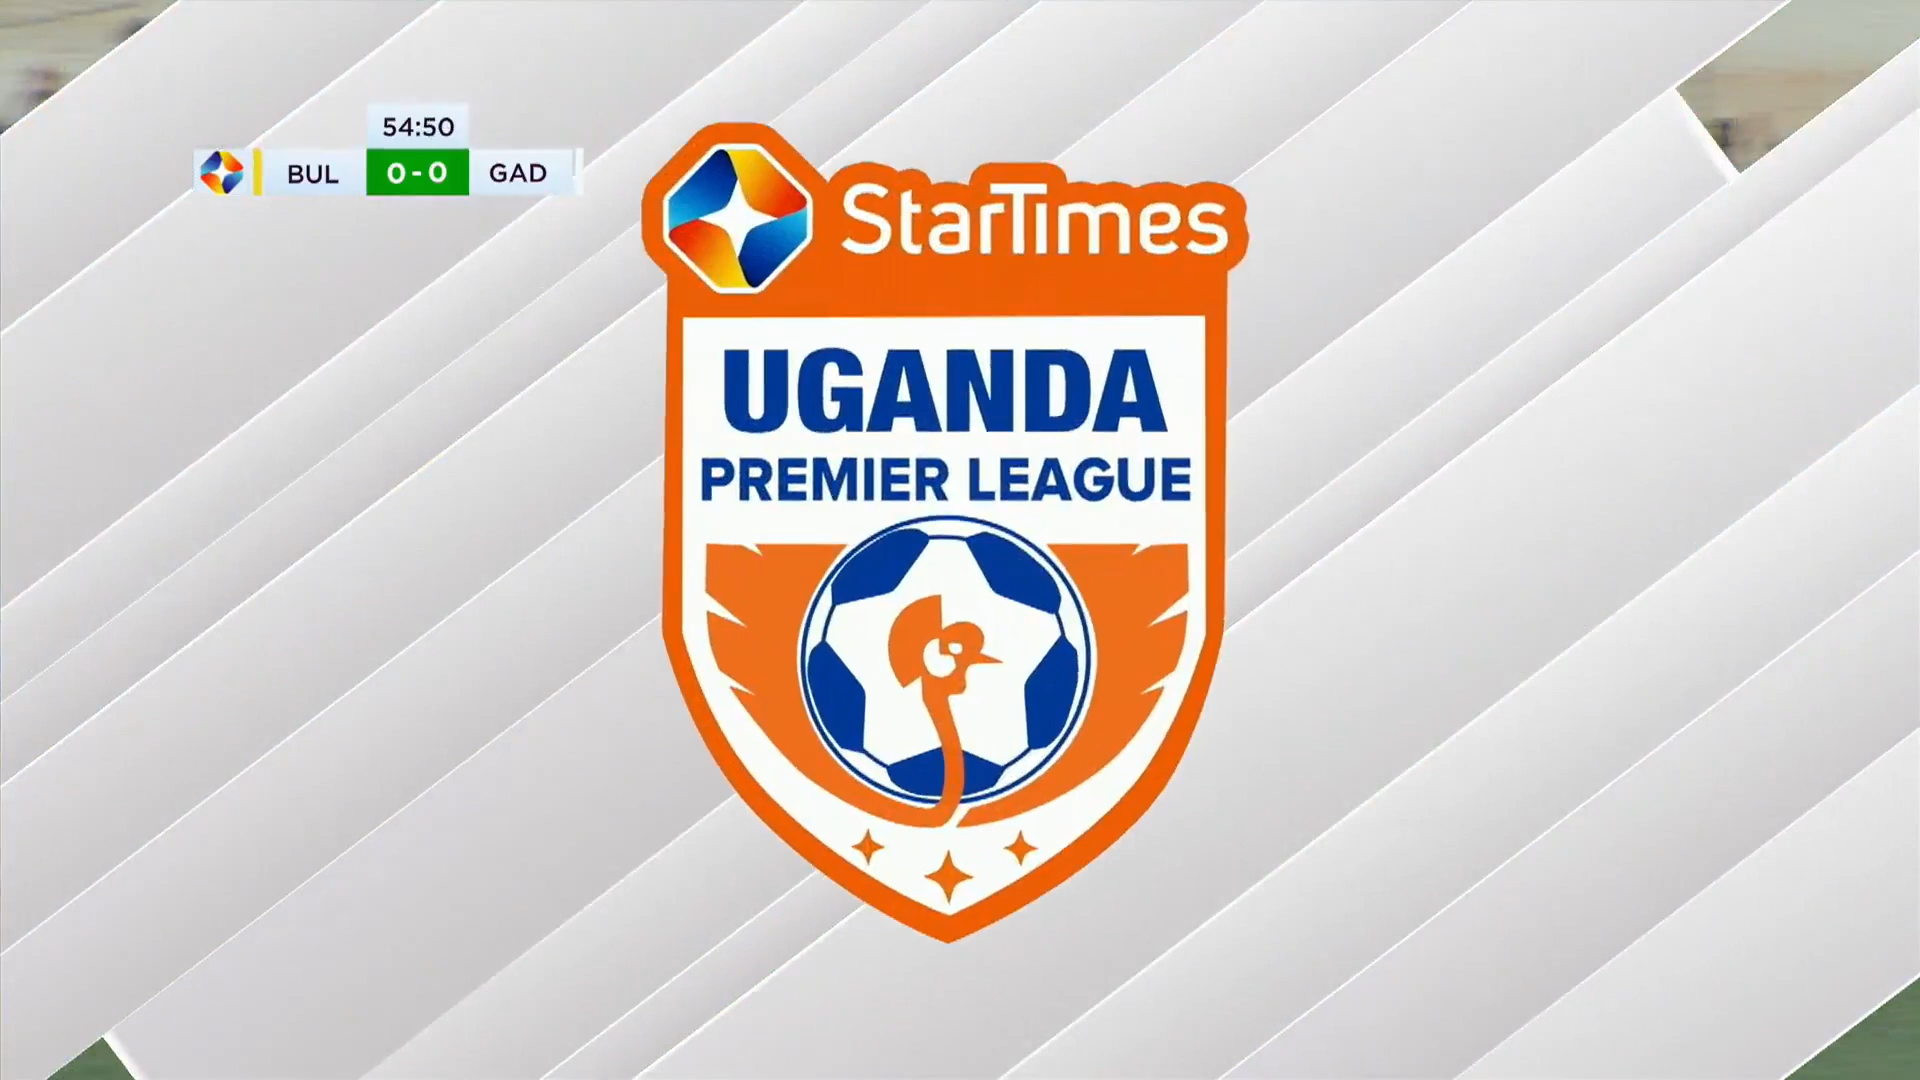 54:50
BUL 0-0 GAD
StarTimes
UGANDA
PREMIER LEAGUE